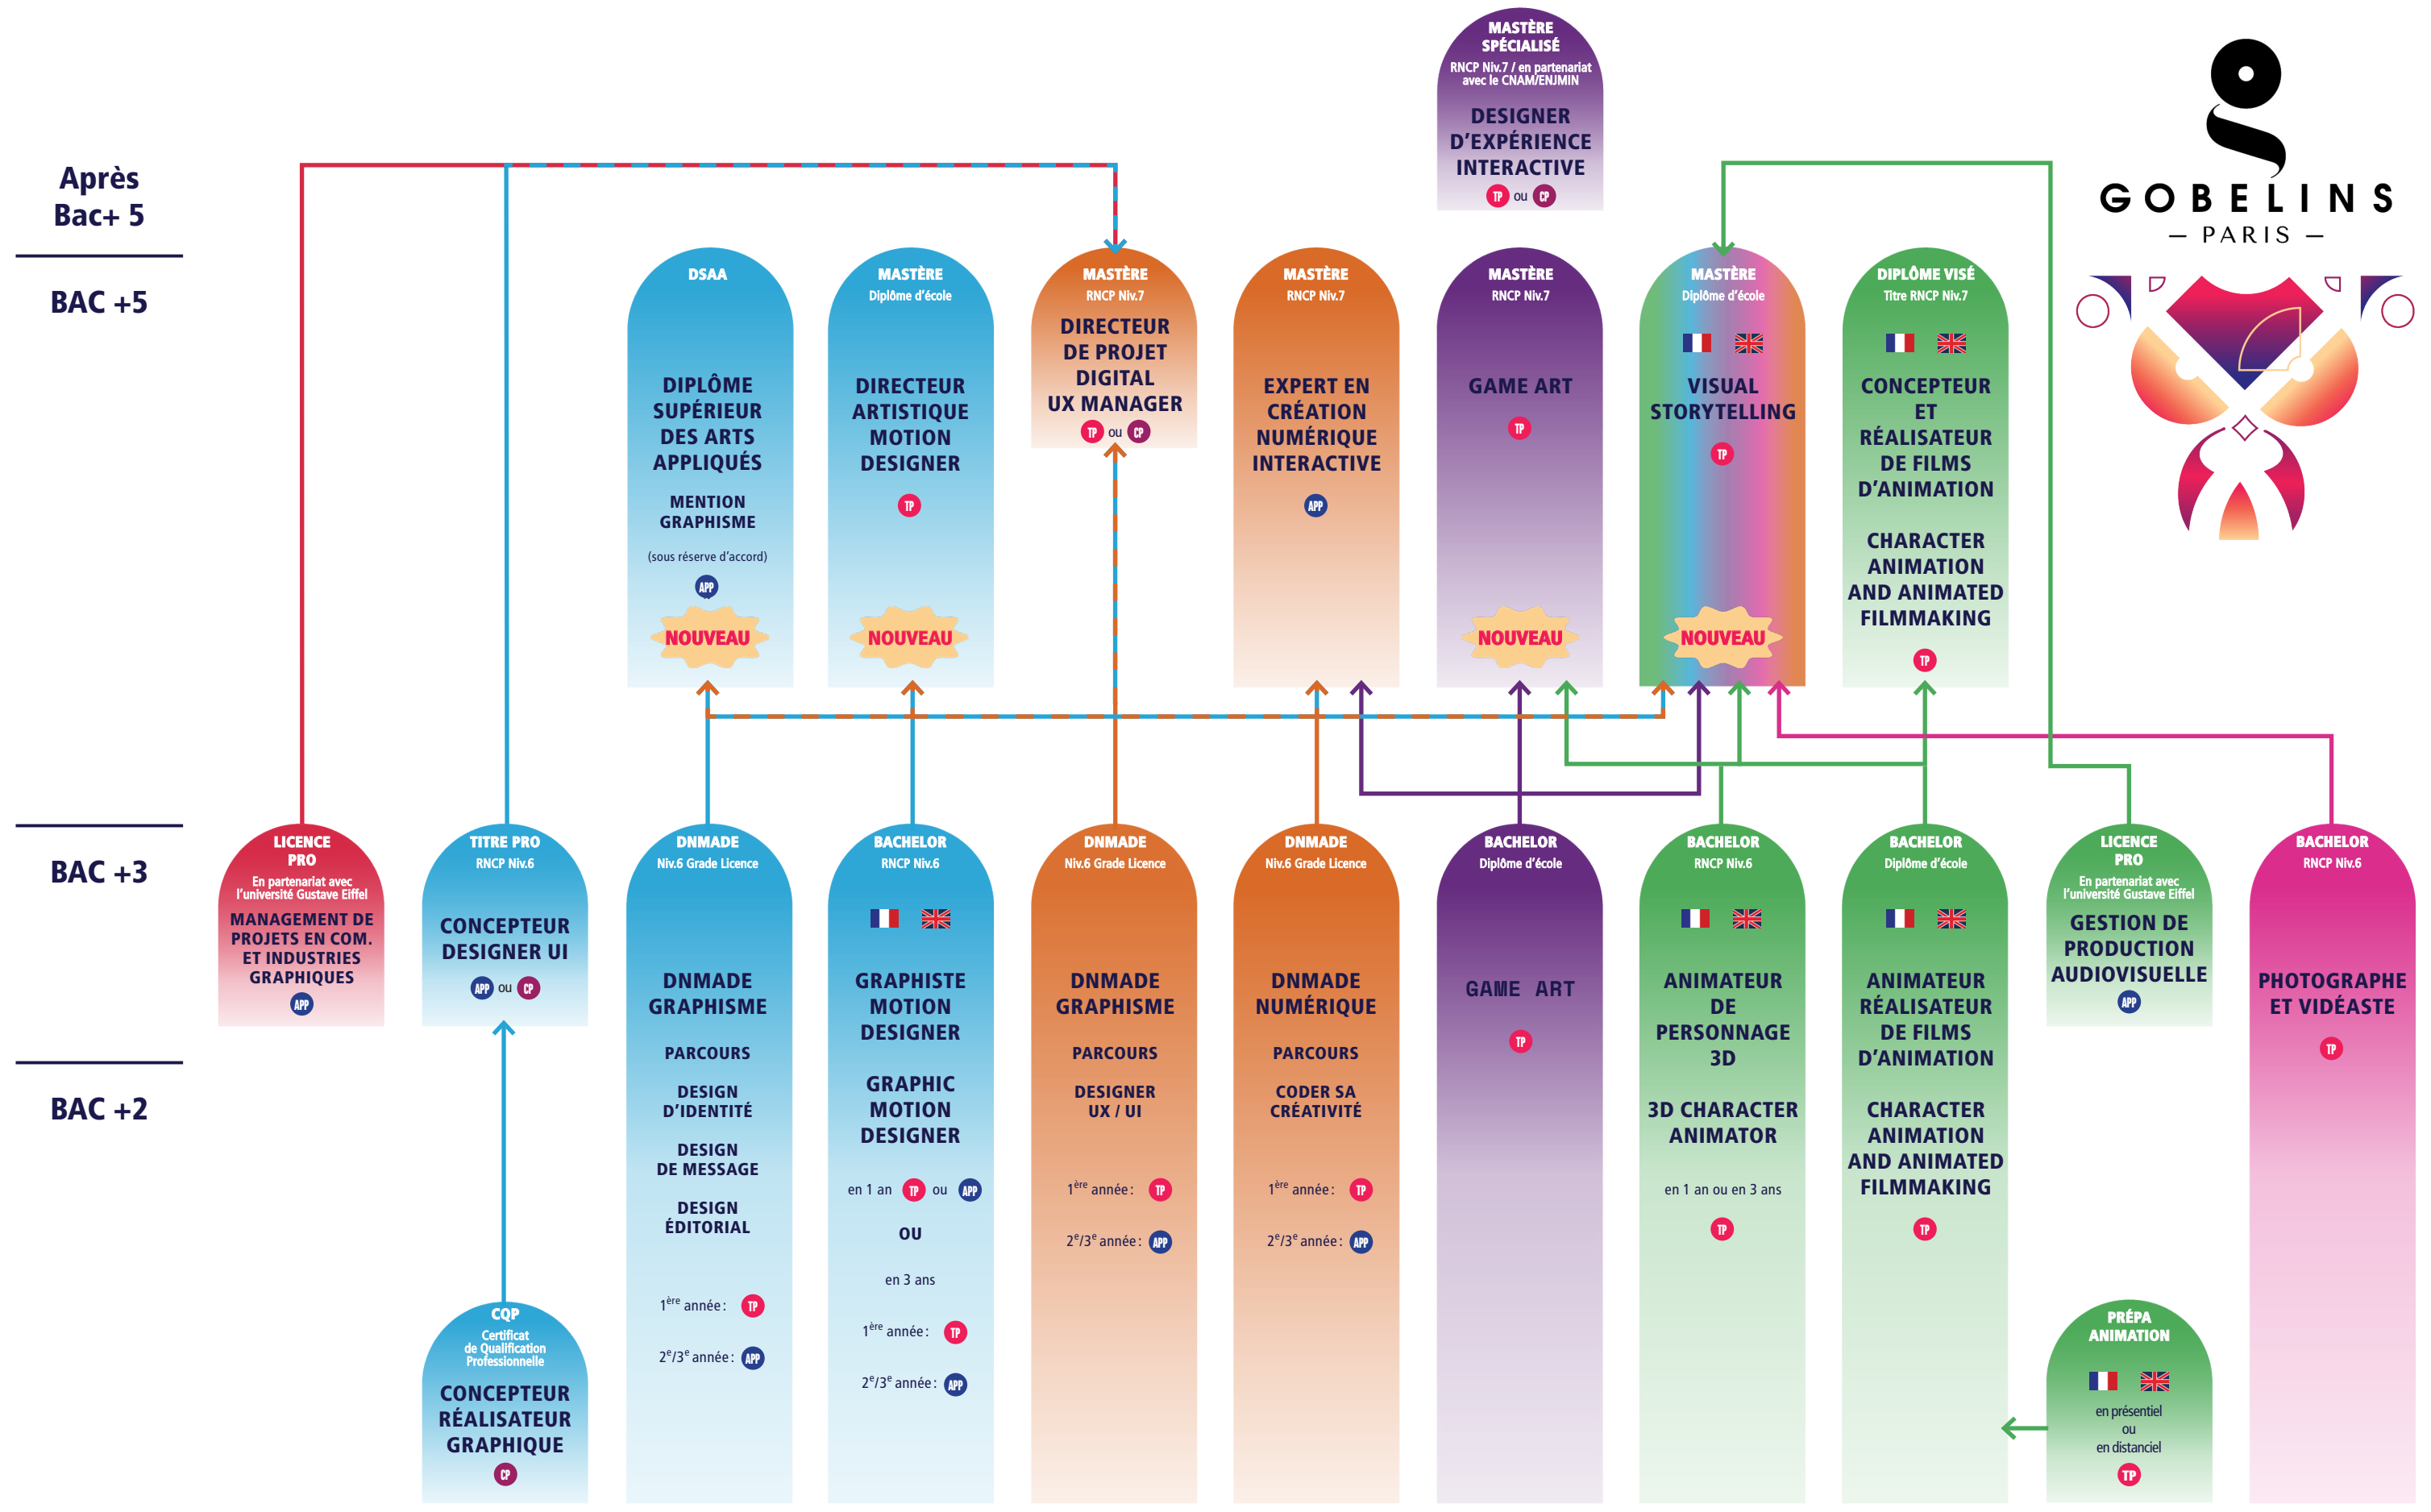 MASTÈRE
SPÉCIALISÉ
RNCP Niv.7 / en partenariat
avec le CNAM/ENJMIN
DESIGNER
D'EXPÉRIENCE
INTERACTIVE
TP ou CP
g
GOBELINS
— PARIS —
Après
Bac+ 5
BAC +5
DSAA
DIPLÔME
SUPÉRIEUR
DES ARTS
APPLIQUÉS
MENTION
GRAPHISME
(sous réserve d'accord)
APP
NOUVEAU
MASTÈRE
Diplôme d'école
DIRECTEUR
ARTISTIQUE
MOTION
DESIGNER
TP
NOUVEAU
MASTÈRE
RNCP Niv.7
DIRECTEUR
DE PROJET
DIGITAL
UX MANAGER
TP ou CP
MASTÈRE
RNCP Niv.7
EXPERT EN
CRÉATION
NUMÉRIQUE
INTERACTIVE
APP
MASTÈRE
RNCP Niv.7
GAME ART
TP
NOUVEAU
MASTÈRE
Diplôme d'école
VISUAL
STORYTELLING
TP
NOUVEAU
DIPLÔME VISÉ
Titre RNCP Niv.7
CONCEPTEUR
ET
RÉALISATEUR
DE FILMS
D'ANIMATION
CHARACTER
ANIMATION
AND ANIMATED
FILMMAKING
TP
BAC +3
LICENCE
PRO
En partenariat avec
l'université Gustave Eiffel
MANAGEMENT DE
PROJETS EN COM.
ET INDUSTRIES
GRAPHIQUES
APP
TITRE PRO
RNCP Niv.6
CONCEPTEUR
DESIGNER UI
APP ou CP
DNMADE
Niv.6 Grade Licence
DNMADE
GRAPHISME
PARCOURS
DESIGN
D'IDENTITÉ
DESIGN
DE MESSAGE
DESIGN
ÉDITORIAL
1ère année : TP
2e/3e année : APP
BACHELOR
RNCP Niv.6
GRAPHISTE
MOTION
DESIGNER
GRAPHIC
MOTION
DESIGNER
en 1 an TP ou APP
OU
en 3 ans
1ère année : TP
2e/3e année : APP
DNMADE
Niv.6 Grade Licence
DNMADE
GRAPHISME
PARCOURS
DESIGNER
UX / UI
1ère année : TP
2e/3e année : APP
DNMADE
Niv.6 Grade Licence
DNMADE
NUMÉRIQUE
PARCOURS
CODER SA
CRÉATIVITÉ
1ère année : TP
2e/3e année : APP
BACHELOR
Diplôme d'école
GAME ART
TP
BACHELOR
RNCP Niv.6
ANIMATEUR
DE
PERSONNAGE
3D
3D CHARACTER
ANIMATOR
en 1 an ou en 3 ans
TP
BACHELOR
Diplôme d'école
ANIMATEUR
RÉALISATEUR
DE FILMS
D'ANIMATION
CHARACTER
ANIMATION
AND ANIMATED
FILMMAKING
TP
LICENCE
PRO
En partenariat avec
l'université Gustave Eiffel
GESTION DE
PRODUCTION
AUDIOVISUELLE
APP
BACHELOR
RNCP Niv.6
PHOTOGRAPHE
ET VIDÉASTE
TP
BAC +2
CQP
Certificat
de Qualification
Professionnelle
CONCEPTEUR
RÉALISATEUR
GRAPHIQUE
CP
PRÉPA
ANIMATION
en présentiel
ou
en distanciel
TP